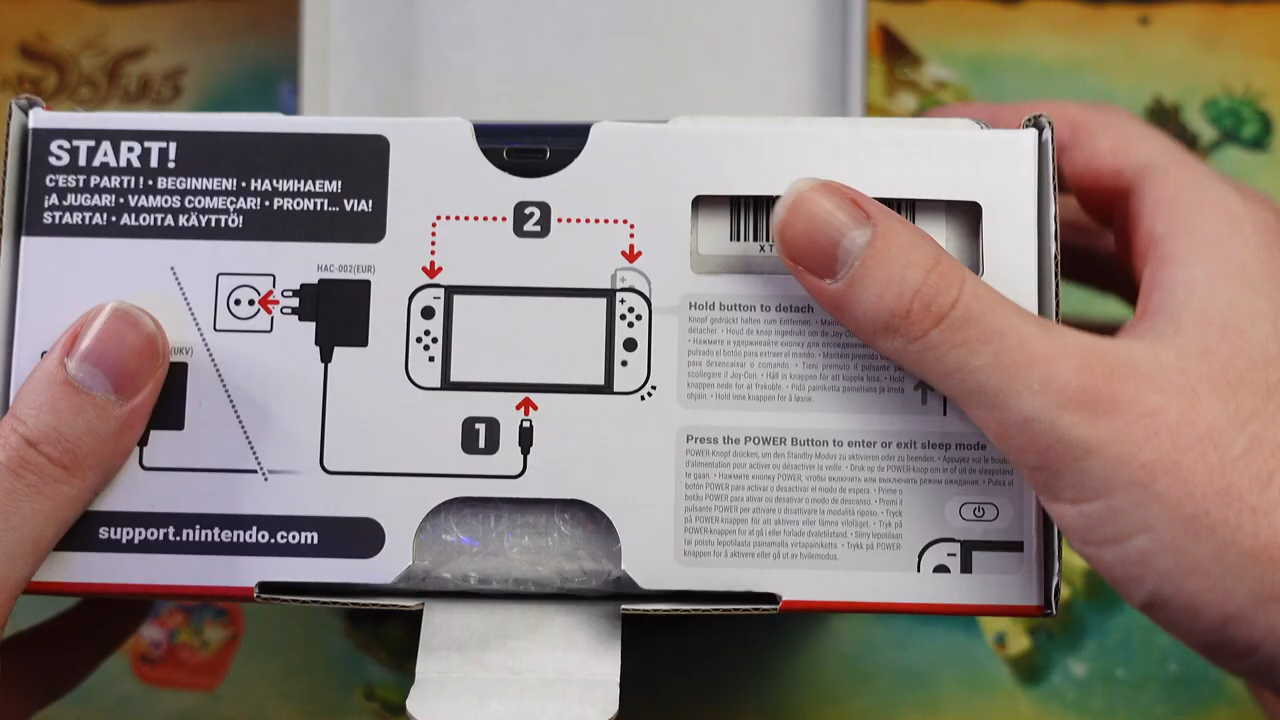 DOFUS
START!
C'EST PARTI ! • BEGINNEN! • НАЧИНАЕМ!
¡A JUGAR! • VAMOS COMEÇAR! • PRONTI... VIA!
STARTA! • ALOITA KÄYTTÖ!
2
HAC-002(EUR)
(UKV)
1
support.nintendo.com
XT
Hold button to detach
Knopf gedrückt halten zum Entfernen. •
détacher. • Houd de knop ingedrukt om de Joy-Con
• Нажмите и удерживайте кнопку для отсоединения
pulsado el botón para extraer el mando. • Mantém premido o
para desencaixar o comando. • Tieni premuto il pulsante per
scollegare il Joy-Con. • Håll in knappen för att koppla loss. • Hold
knappen nede for at frakoble. • Pidä painiketta painettuna ja irrota
ohjain. • Hold inne knappen for å løsne.
Press the POWER Button to enter or exit sleep mode
POWER-Knopf drücken, um den Standby-Modus zu aktivieren oder zu beenden. • Appuyez sur le bouton
d'alimentation pour activer ou désactiver la veille. • Druk op de POWER-knop om in of uit de slaapstand
te gaan. • Нажмите кнопку POWER, чтобы включить или выключить режим ожидания. • Pulsa el
botón POWER para activar o desactivar el modo de espera. • Prime o
botão POWER para ativar ou desativar o modo de descanso. • Premi il
pulsante POWER per attivare o disattivare la modalità riposo. • Tryck
på POWER-knappen för att aktivera eller lämna viloläget. • Tryk på
POWER-knappen for at gå i eller forlade dvaletilstand. • Siirry lepotilaan
tai poistu lepotilasta painamalla virtapainiketta. • Trykk på POWER-
knappen for å aktivere eller gå ut av hvilemodus.